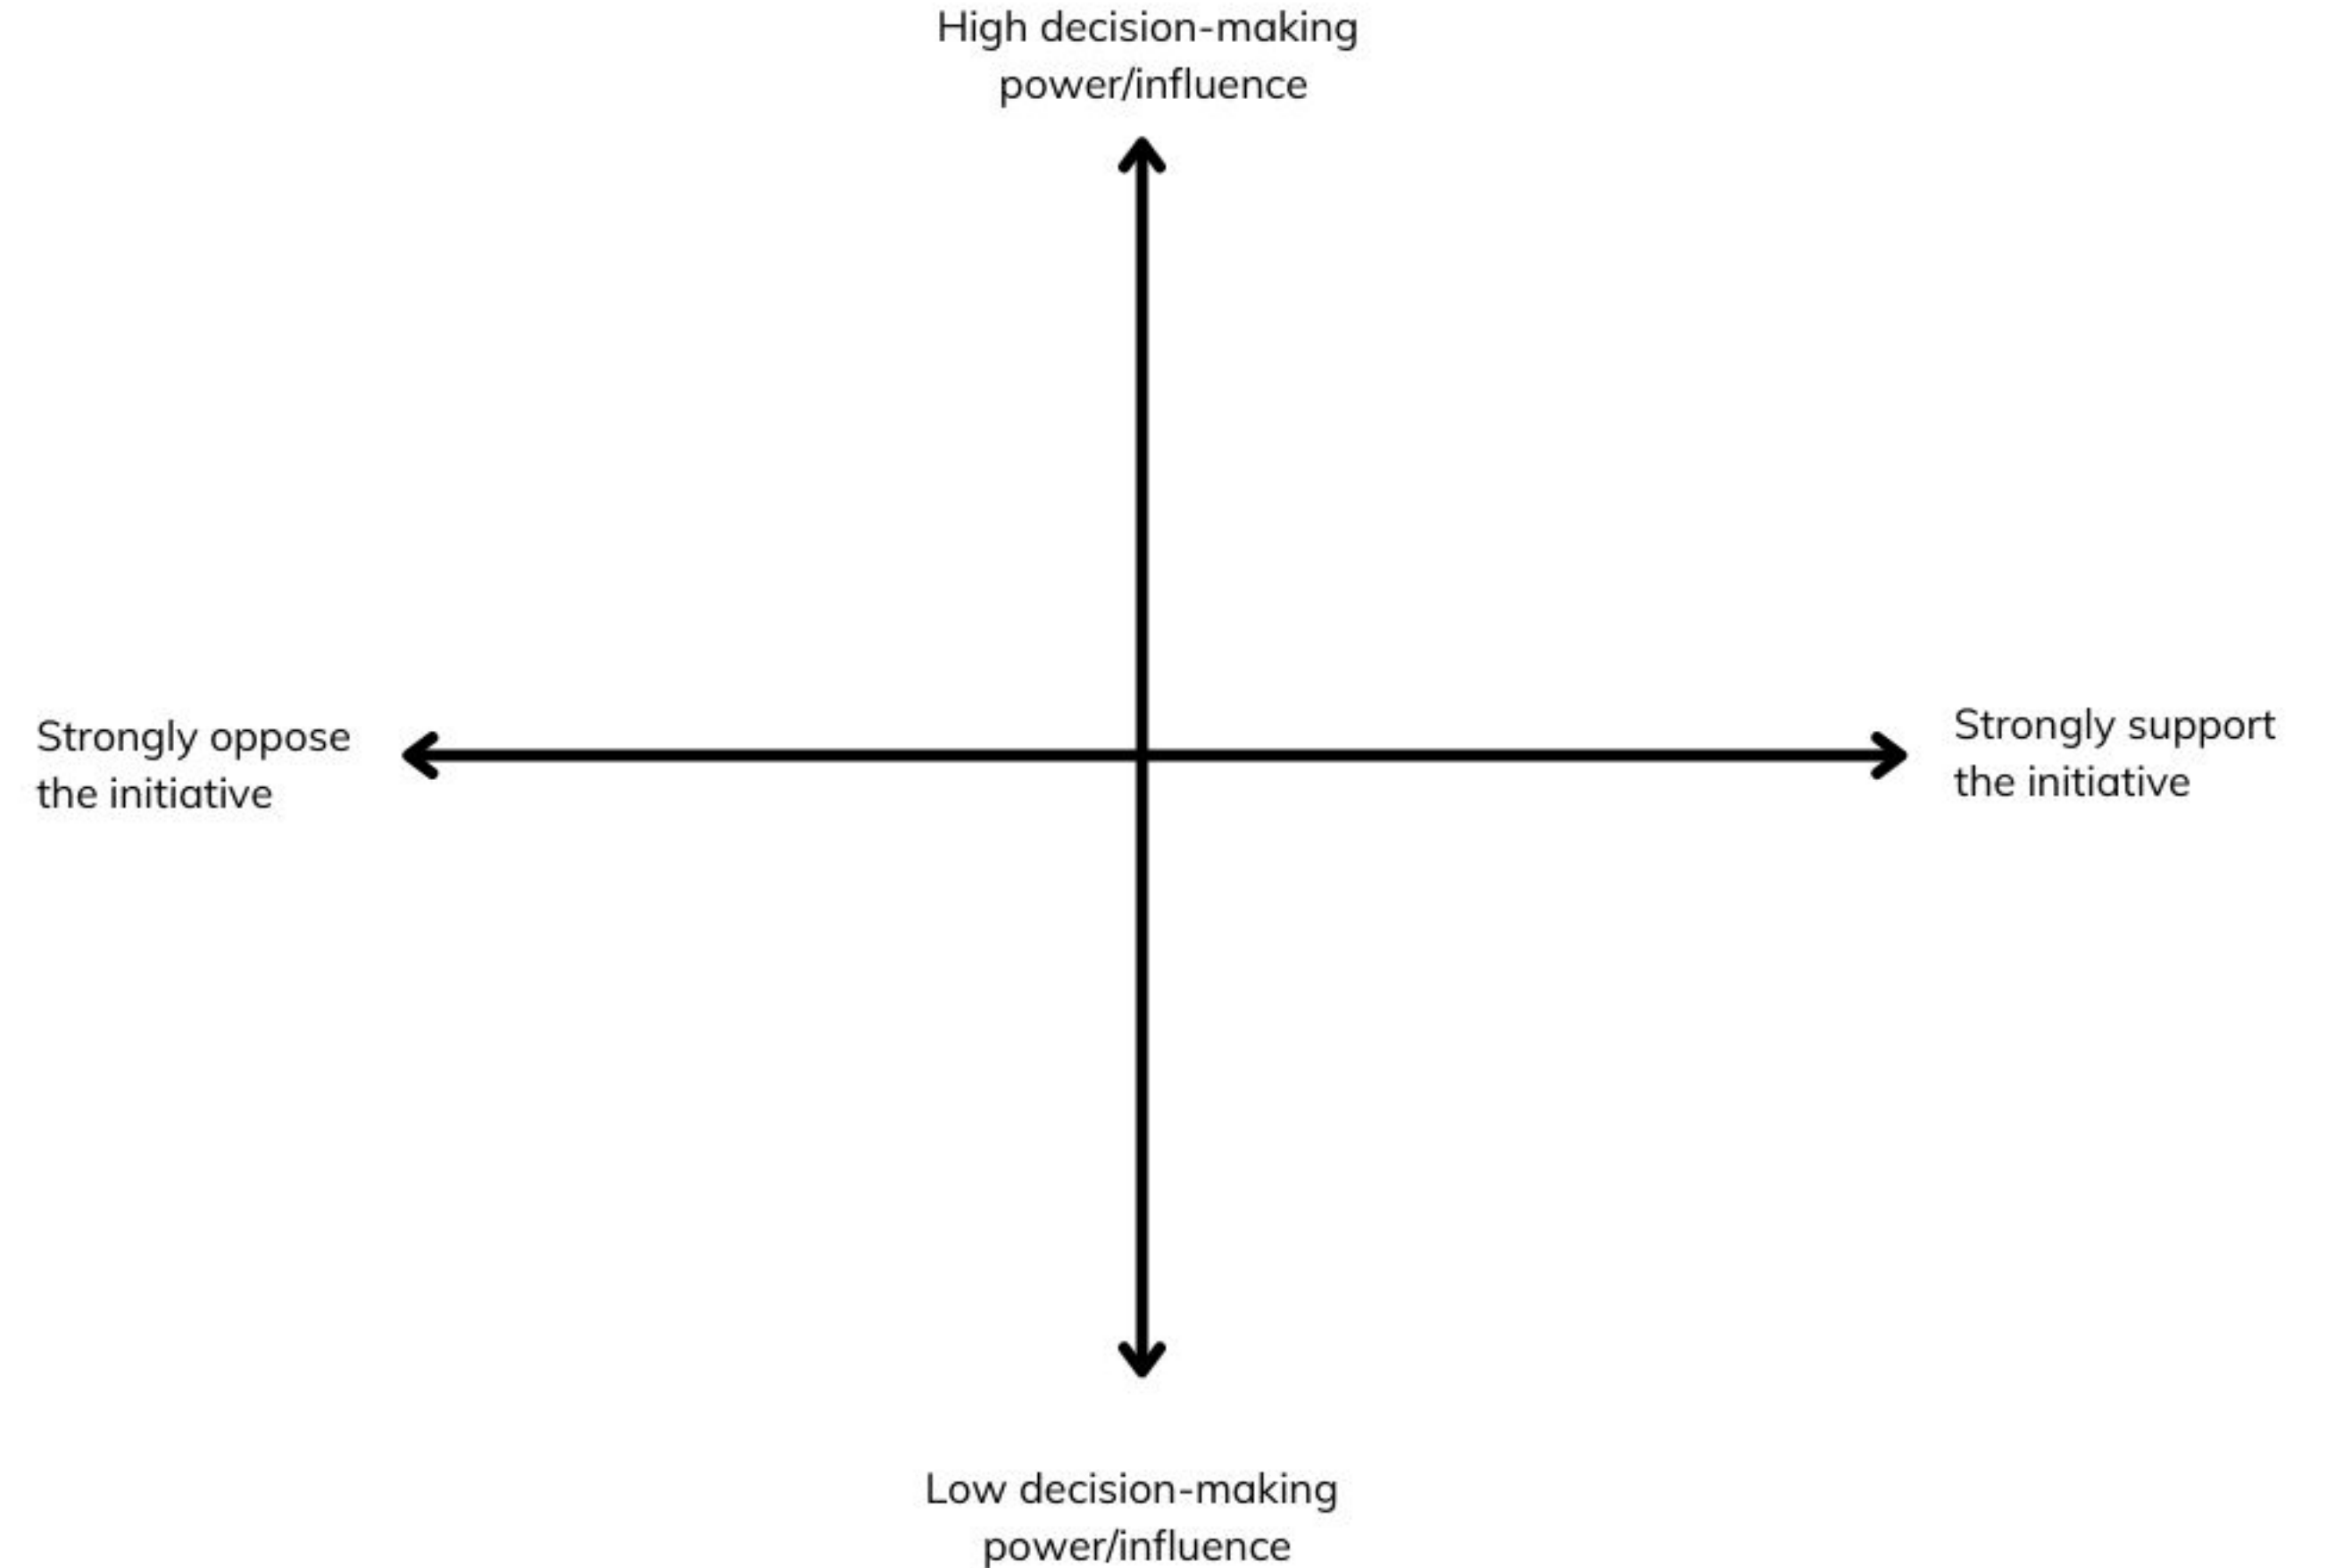 High decision-making
power/influence
Strongly oppose
the initiative
Strongly support
the initiative
Low decision-making
power/influence